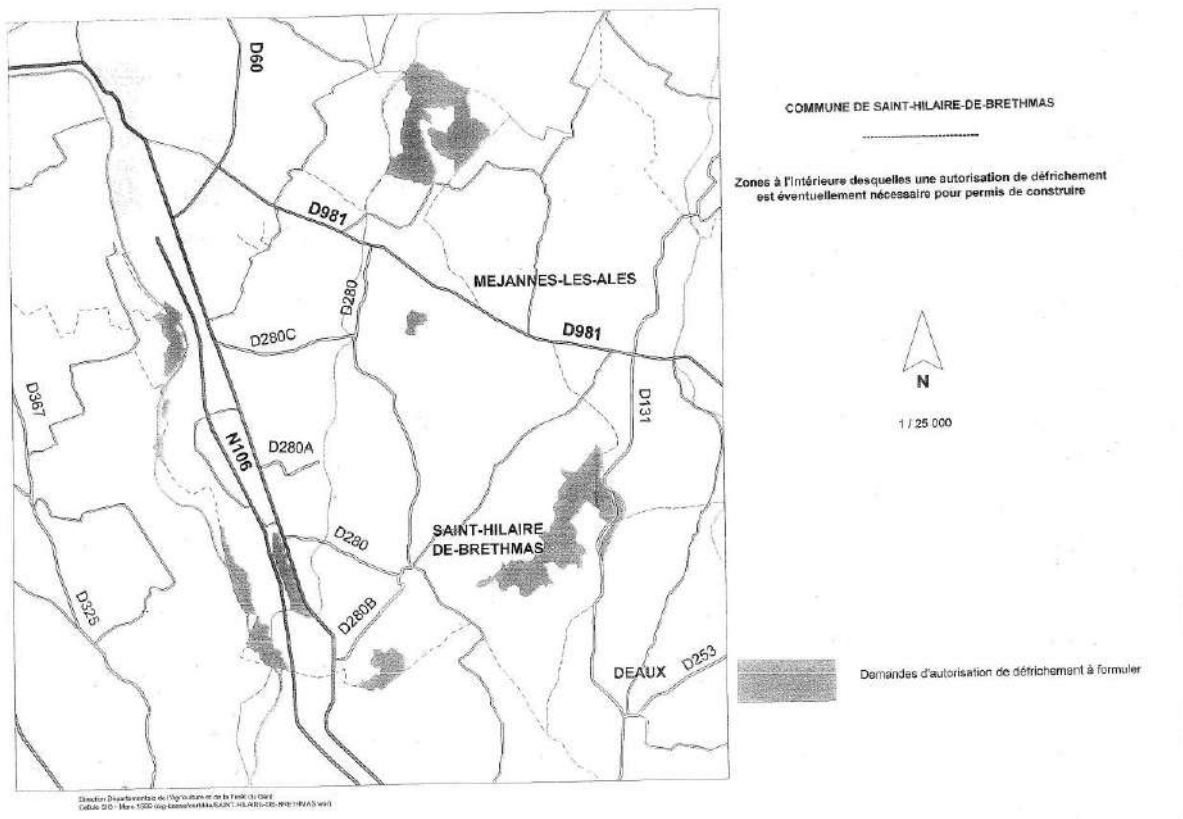 D60
D981
D280
MEJANNES-LES-ALES
D280C
D981
D367
D131
N106
D280A
SAINT-HILAIRE
DE-BRETHMAS
D280
D280B
D325
DEAUX
D253
COMMUNE DE SAINT-HILAIRE-DE-BRETHMAS
Zones à l'intérieure desquelles une autorisation de défrichement
est éventuellement nécessaire pour permis de construire
N
1 / 25 000
Demandes d'autorisation de défrichement à formuler
Direction Départementale de l'Agriculture et de la Forêt du Gard